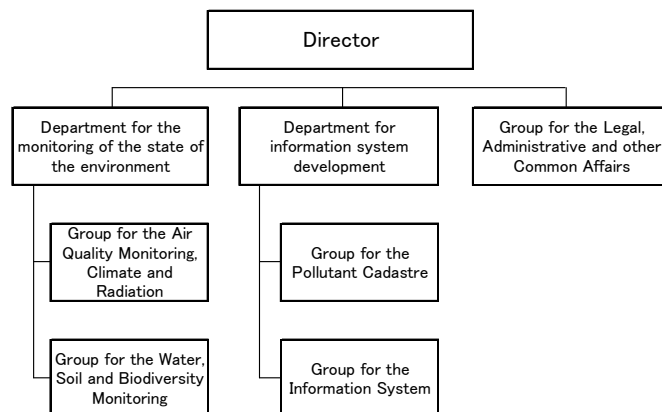 Director
Department for the
monitoring of the state of
the environment
Department for
information system
development
Group for the Legal,
Administrative and other
Common Affairs
Group for the Air
Quality Monitoring,
Climate and
Radiation
Group for the
Pollutant Cadastre
Group for the Water,
Soil and Biodiversity
Monitoring
Group for the
Information System